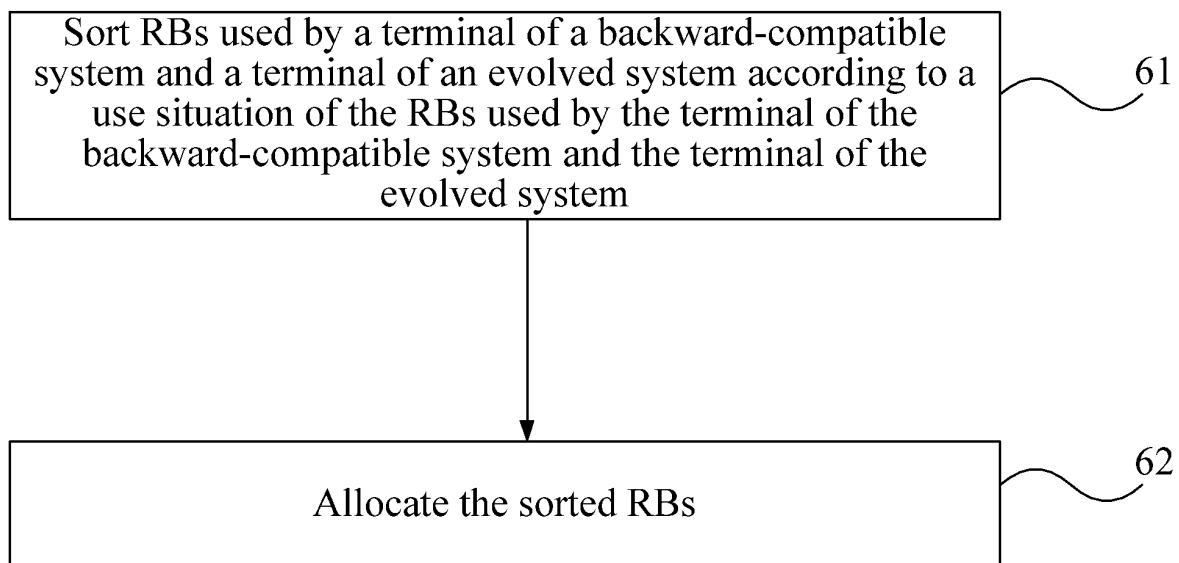 Sort RBs used by a terminal of a backward-compatible
system and a terminal of an evolved system according to a
use situation of the RBs used by the terminal of the
backward-compatible system and the terminal of the
evolved system
61
Allocate the sorted RBs
62